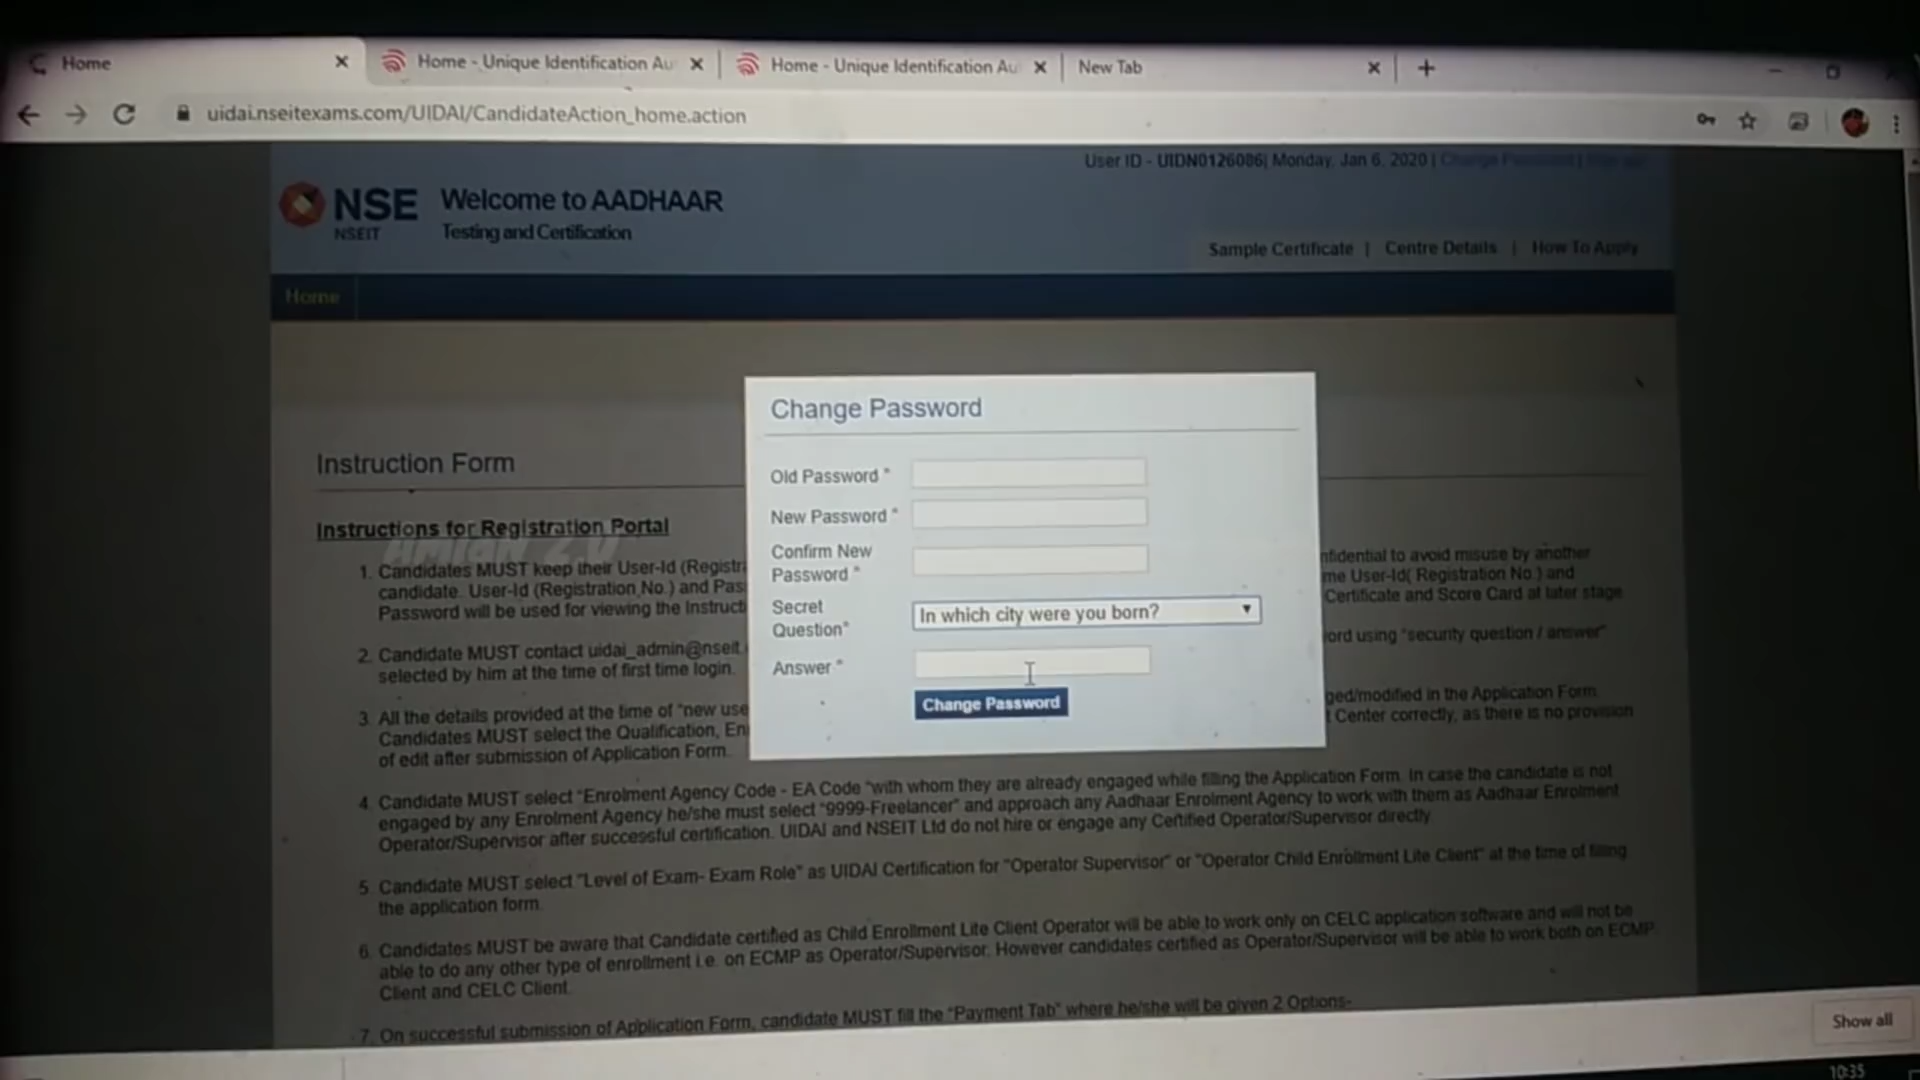 Home
Home - Unique Identification Au
Home - Unique Identification Au
New Tab
uidai.nseitexams.com/UIDAI/CandidateAction_home.action
User ID - UIDN0126086| Monday, Jan 6, 2020 | Change Password |
NSE
NSEIT
Welcome to AADHAAR
Testing and Certification
Sample Certificate | Centre Details | How To Apply
Home
Change Password
Old Password *
New Password *
Confirm New
Password *
Secret
Question*
In which city were you born?
Answer *
Change Password
Instruction Form
Instructions for Registration Portal
1. Candidates MUST keep their User-Id (Registr nfidential to avoid misuse by another
candidate. User-Id (Registration No.) and Pas me User-Id( Registration No.) and
Password will be used for viewing the Instruct Certificate and Score Card at later stage
2. Candidate MUST contact uidai_admin@nseit. ord using "security question / answer"
selected by him at the time of first time login.
3. All the details provided at the time of "new use ged/modified in the Application Form.
Candidates MUST select the Qualification, En t Center correctly, as there is no provision
of edit after submission of Application Form.
4. Candidate MUST select "Enrolment Agency Code - EA Code "with whom they are already engaged while filling the Application Form. In case the candidate is not
engaged by any Enrolment Agency he/she must select "9999-Freelancer" and approach any Aadhaar Enrolment Agency to work with them as Aadhaar Enrolment
Operator/Supervisor after successful certification. UIDAI and NSEIT Ltd do not hire or engage any Certified Operator/Supervisor directly
5. Candidate MUST select "Level of Exam- Exam Role" as UIDAI Certification for "Operator Supervisor" or "Operator Child Enrollment Lite Client" at the time of filling
the application form.
6. Candidates MUST be aware that Candidate certified as Child Enrollment Lite Client Operator will be able to work only on CELC application software and will not be
able to do any other type of enrollment i.e. on ECMP as Operator/Supervisor. However candidates certified as Operator/Supervisor will be able to work both on ECMP
Client and CELC Client.
7. On successful submission of Application Form, candidate MUST fill the "Payment Tab" where he/she will be given 2 Options-
Show all
10:35